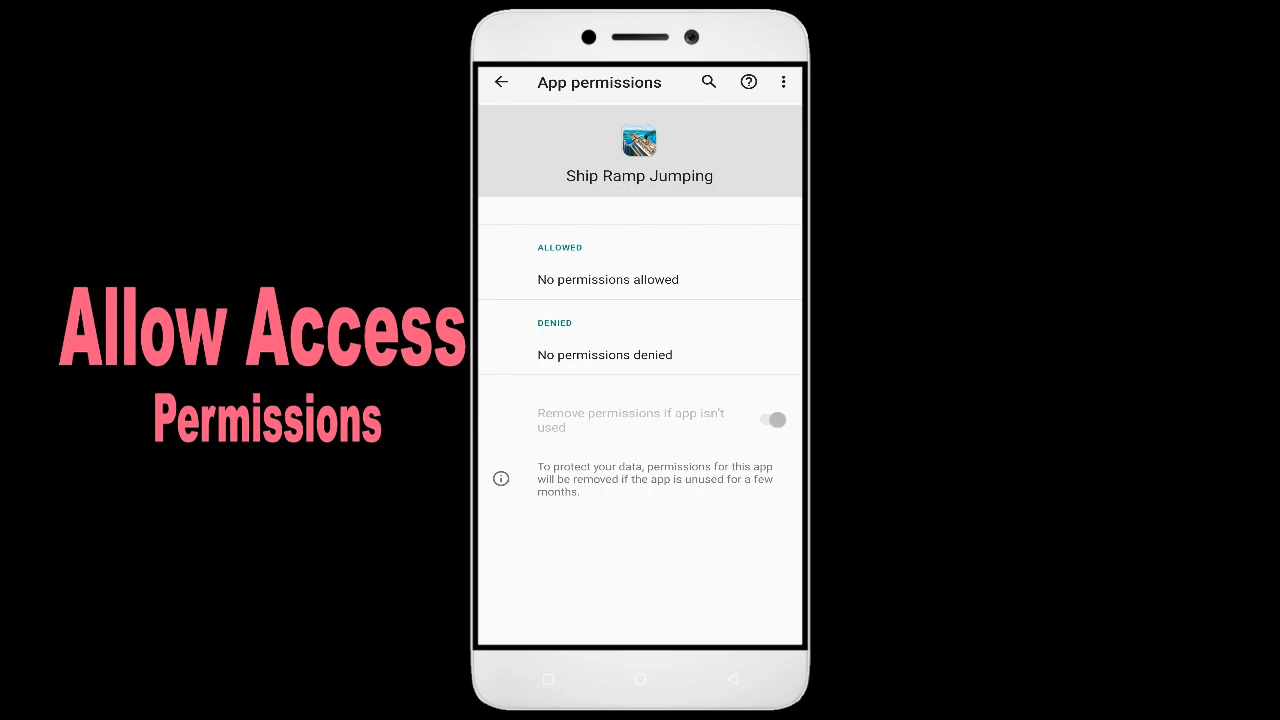 App permissions
Ship Ramp Jumping
ALLOWED
No permissions allowed
DENIED
No permissions denied
Remove permissions if app isn't
used
To protect your data, permissions for this app
will be removed if the app is unused for a few
months.
Allow Access
Permissions